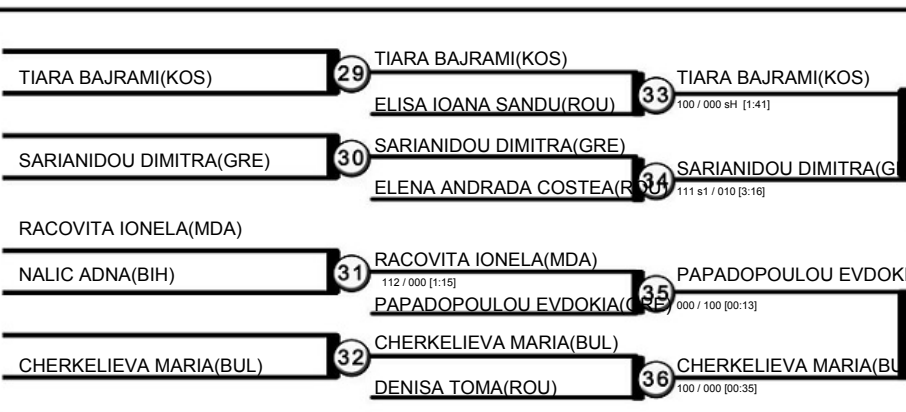 TIARA BAJRAMI(KOS)
29
TIARA BAJRAMI(KOS)
ELISA IOANA SANDU(ROU)
33
TIARA BAJRAMI(KOS)
100 / 000 sH [1:41]
SARIANIDOU DIMITRA(GRE)
30
SARIANIDOU DIMITRA(GRE)
ELENA ANDRADA COSTEA(ROU)
34
SARIANIDOU DIMITRA(G
111 s1 / 010 [3:16]
RACOVITA IONELA(MDA)
NALIC ADNA(BIH)
31
RACOVITA IONELA(MDA)
112 / 000 [1:15]
PAPADOPOULOU EVDOKIA(GRE)
35
PAPADOPOULOU EVDOK
000 / 100 [00:13]
CHERKELIEVA MARIA(BUL)
32
CHERKELIEVA MARIA(BUL)
DENISA TOMA(ROU)
36
CHERKELIEVA MARIA(BU
100 / 000 [00:35]